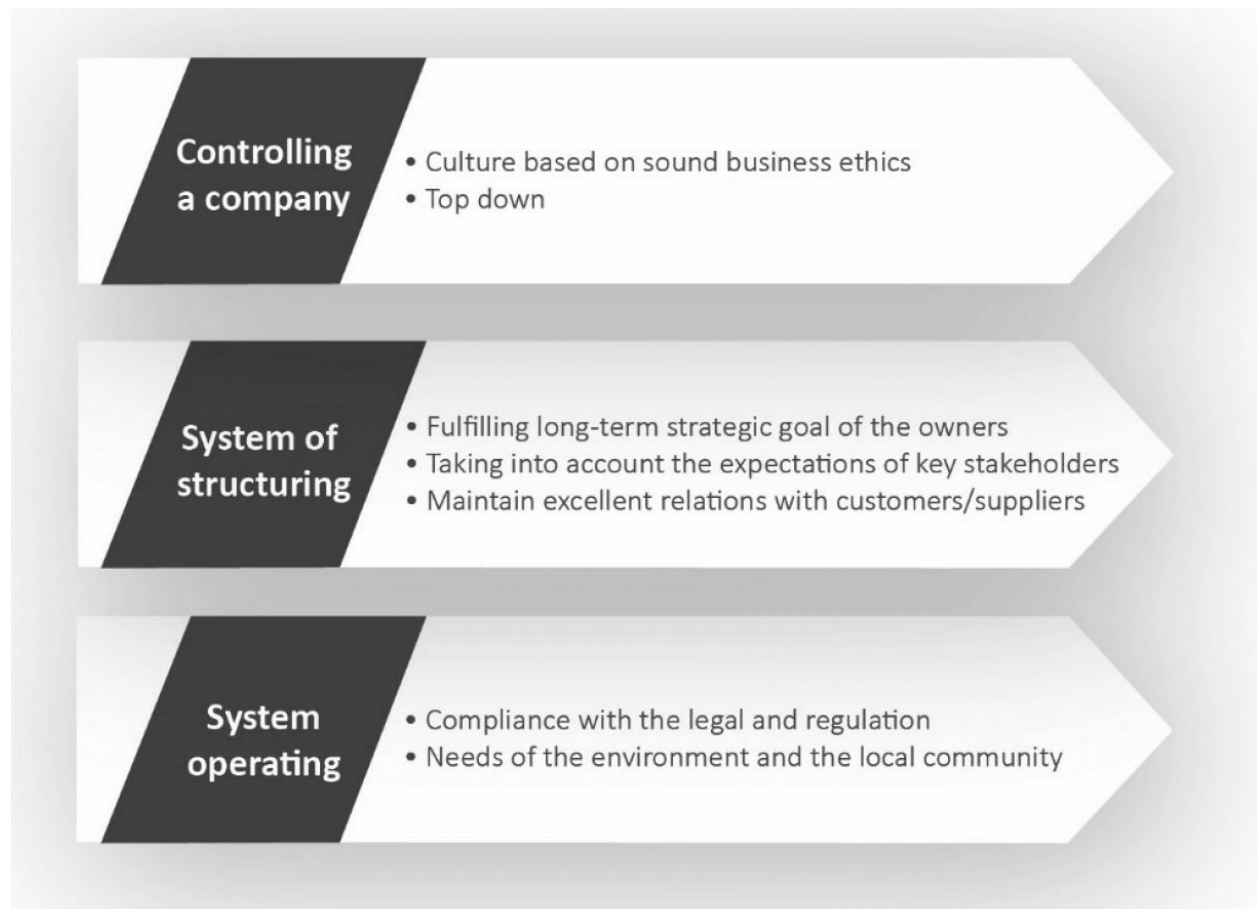 Controlling
a company
• Culture based on sound business ethics
• Top down
System of
structuring
• Fulfilling long-term strategic goal of the owners
• Taking into account the expectations of key stakeholders
• Maintain excellent relations with customers/suppliers
System
operating
• Compliance with the legal and regulation
• Needs of the environment and the local community